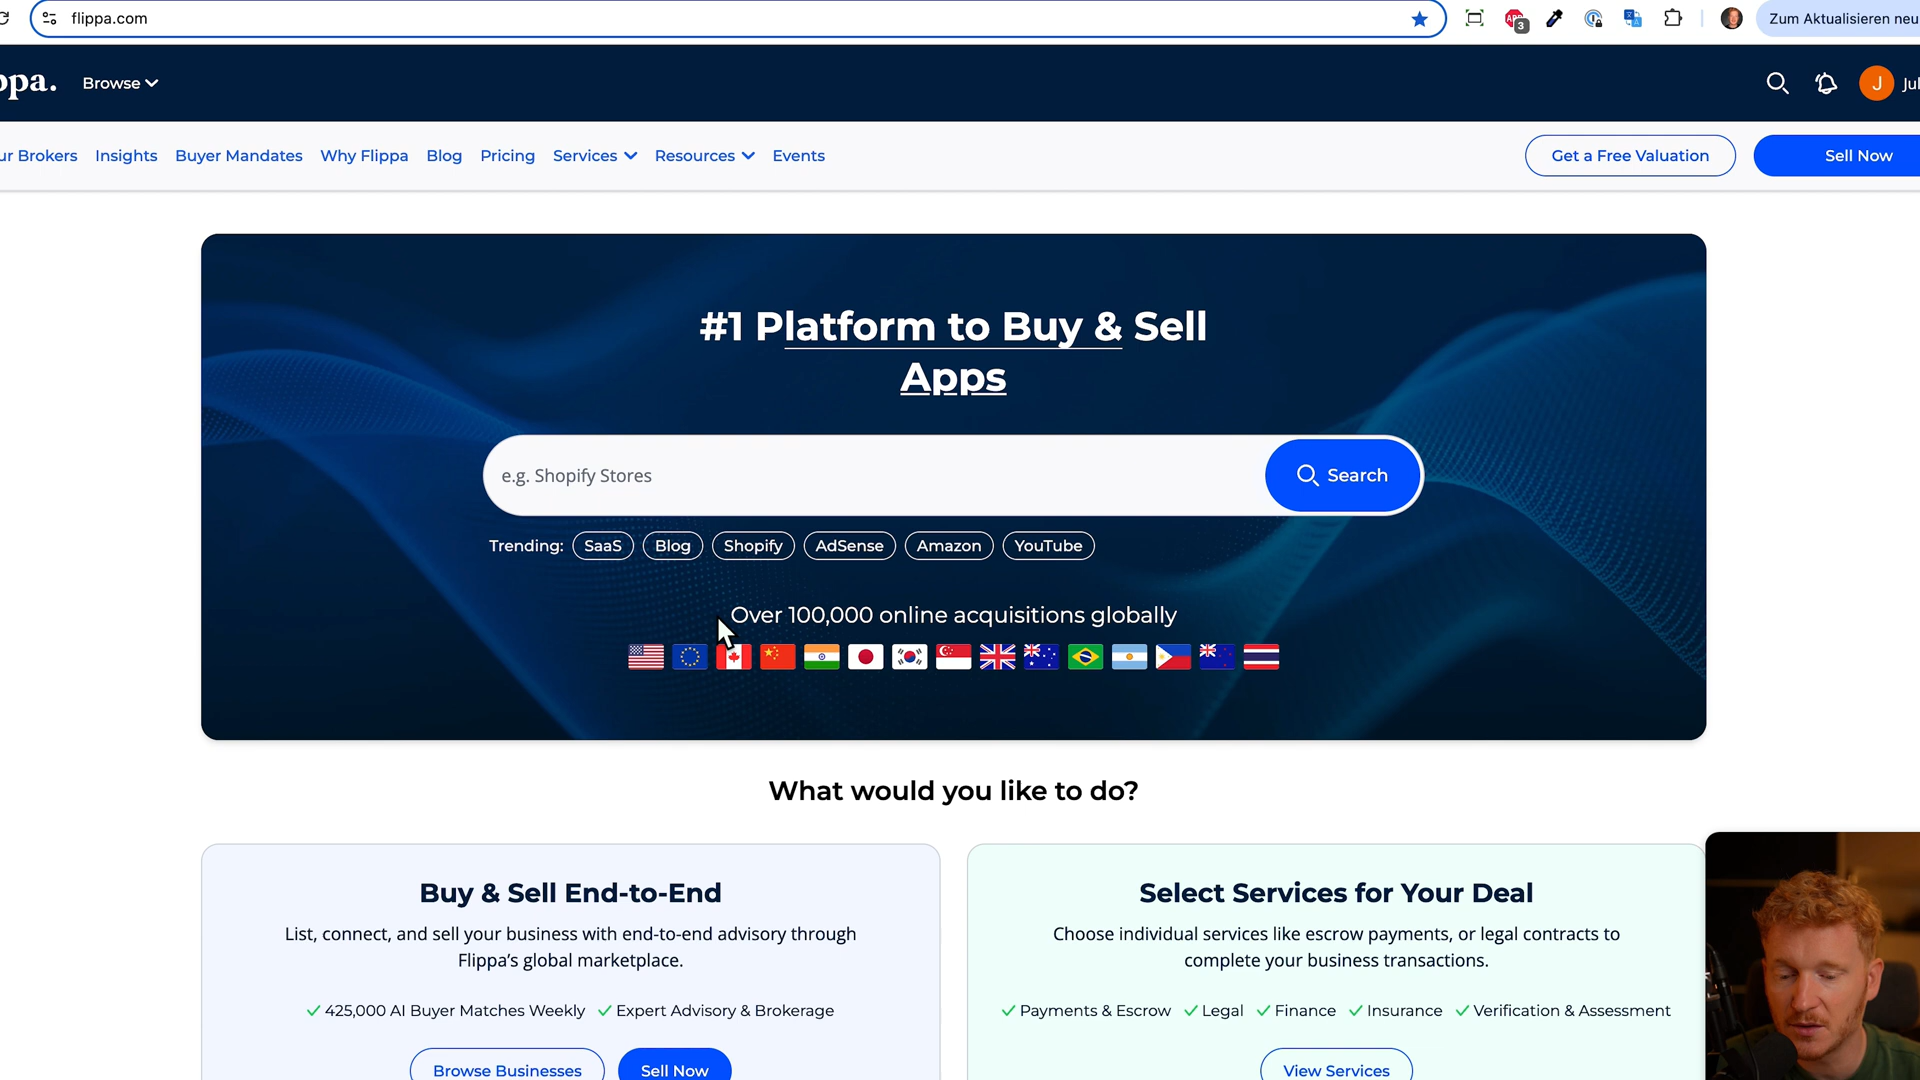 flippa.com
3
Zum Aktualisieren neu
ppa.
Browse
J
Jul
ur Brokers
Insights
Buyer Mandates
Why Flippa
Blog
Pricing
Services
Resources
Events
Get a Free Valuation
Sell Now
#1 Platform to Buy & Sell
Apps
e.g. Shopify Stores
Search
Trending:
SaaS
Blog
Shopify
AdSense
Amazon
YouTube
Over 100,000 online acquisitions globally
What would you like to do?
Buy & Sell End-to-End
List, connect, and sell your business with end-to-end advisory through
Flippa's global marketplace.
425,000 AI Buyer Matches Weekly
Expert Advisory & Brokerage
Browse Businesses
Sell Now
Select Services for Your Deal
Choose individual services like escrow payments, or legal contracts to
complete your business transactions.
Payments & Escrow
Legal
Finance
Insurance
Verification & Assessment
View Services